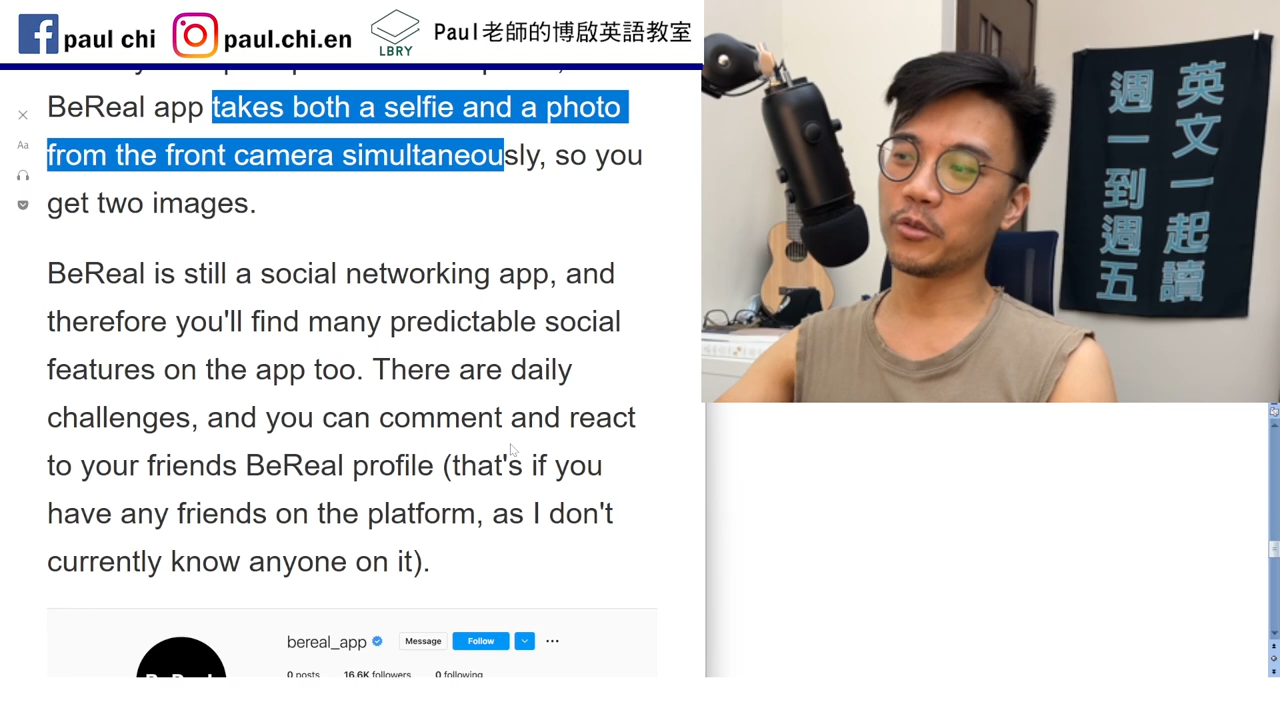 paul chi
paul.chi.en
LBRY
Paul老師的博啟英語教室
BeReal app takes both a selfie and a photo
from the front camera simultaneously, so you
get two images.
Aa
BeReal is still a social networking app, and
therefore you'll find many predictable social
features on the app too. There are daily
challenges, and you can comment and react
to your friends BeReal profile (that's if you
have any friends on the platform, as I don't
currently know anyone on it).
bereal_app
Message
Follow
0 posts
16.6K followers
0 following
英文一起讀
週一到週五